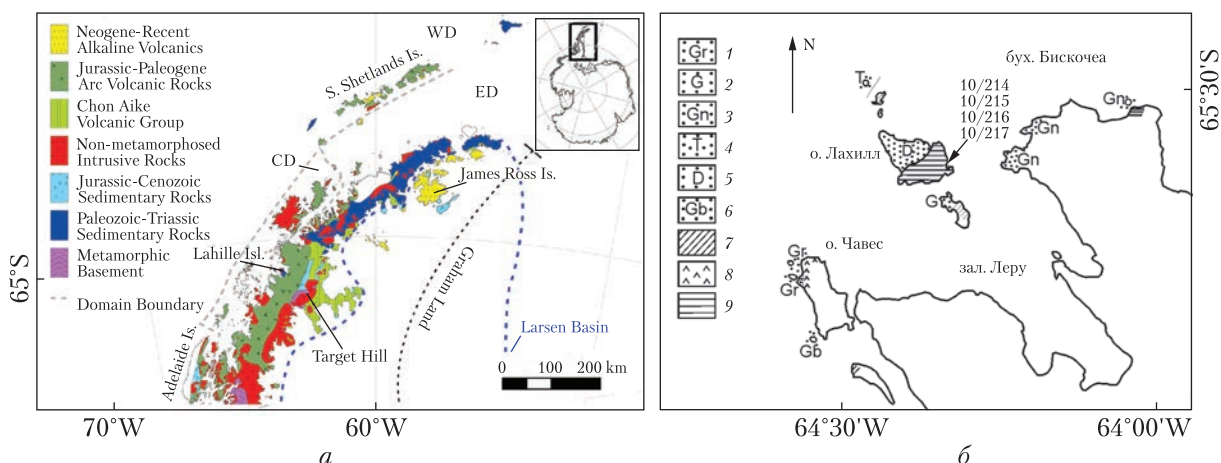 Neogene-Recent
Alkaline Volcanics
Jurassic-Paleogene
Arc Volcanic Rocks
Chon Aike
Volcanic Group
Non-metamorphosed
Intrusive Rocks
Jurassic-Cenozoic
Sedimentary Rocks
Paleozoic-Triassic
Sedimentary Rocks
Metamorphic
Basement
Domain Boundary
WD
S. Shetlands Is.
ED
CD
James Ross Is.
Lahille Isl.
Graham Land
Target Hill
Larsen Basin
Adelaide Is.
0 100 200 km
65°S
70°W
60°W
а
Gr 1
G 2
Gn 3
T 4
D 5
Gb 6
7
8
9
N
бух. Бискочеа
10/214
10/215
10/216
10/217
T
Gn
Gn
Gn
о. Лахилл
D
G
о. Чавес
зал. Леру
Gr
Gr
Gb
65°30'S
64°30'W
64°00'W
б